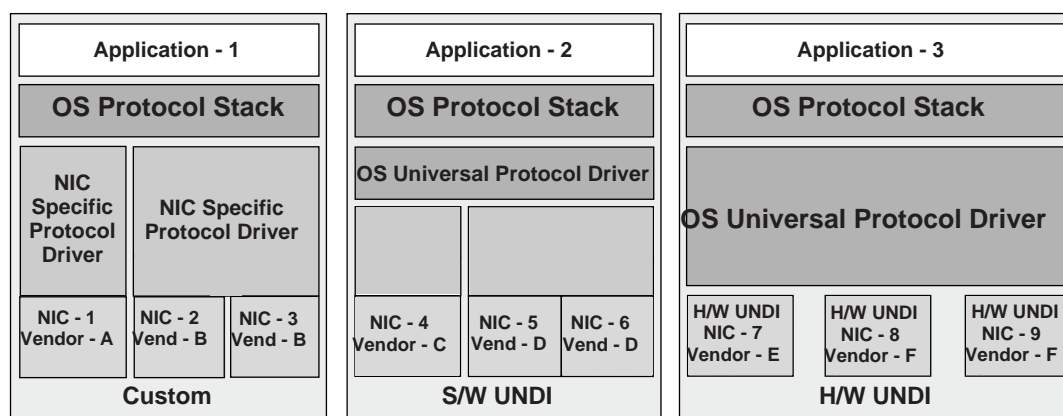 Application - 1
OS Protocol Stack
NIC
Specific
Protocol
Driver
NIC Specific
Protocol Driver
NIC - 1
Vendor - A
NIC - 2
Vend - B
NIC - 3
Vend - B
Custom
Application - 2
OS Protocol Stack
OS Universal Protocol Driver
NIC - 4
Vendor - C
NIC - 5
Vend - D
NIC - 6
Vend - D
S/W UNDI
Application - 3
OS Protocol Stack
OS Universal Protocol Driver
H/W UNDI
NIC - 7
Vendor - E
H/W UNDI
NIC - 8
Vendor - F
H/W UNDI
NIC - 9
Vendor - F
H/W UNDI